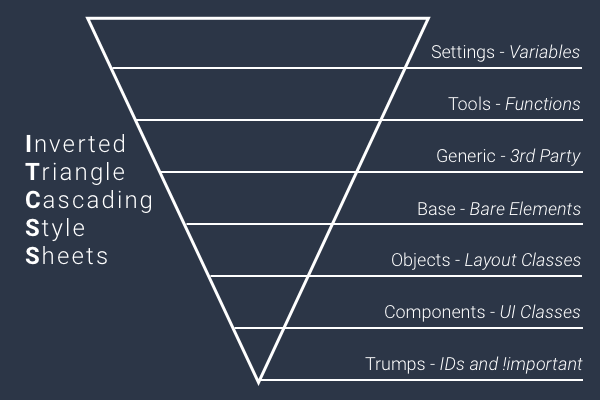 Settings - Variables
Tools - Functions
Generic - 3rd Party
Base - Bare Elements
Objects - Layout Classes
Components - UI Classes
Trumps - IDs and !important
Inverted
Triangle
Cascading
Style
Sheets